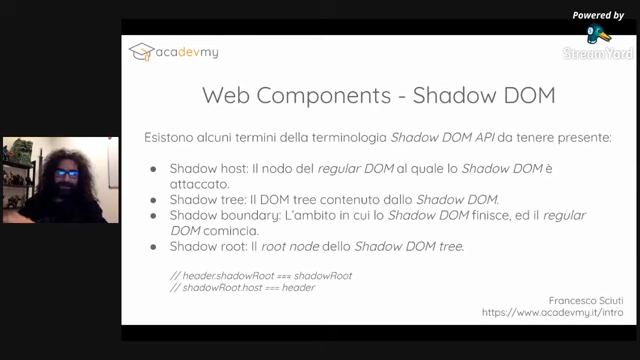 Powered by
StreamYard
acadevmy
Web Components - Shadow DOM
Esistono alcuni termini della terminologia Shadow DOM API da tenere presente:
● Shadow host: Il nodo del regular DOM al quale lo Shadow DOM è
attaccato.
● Shadow tree: Il DOM tree contenuto dallo Shadow DOM.
● Shadow boundary: L'ambito in cui lo Shadow DOM finisce, ed il regular
DOM comincia.
● Shadow root: Il root node dello Shadow DOM tree.
// header.shadowRoot === shadowRoot
// shadowRoot.host === header
Francesco Sciuti
https://www.acadevmy.it/intro